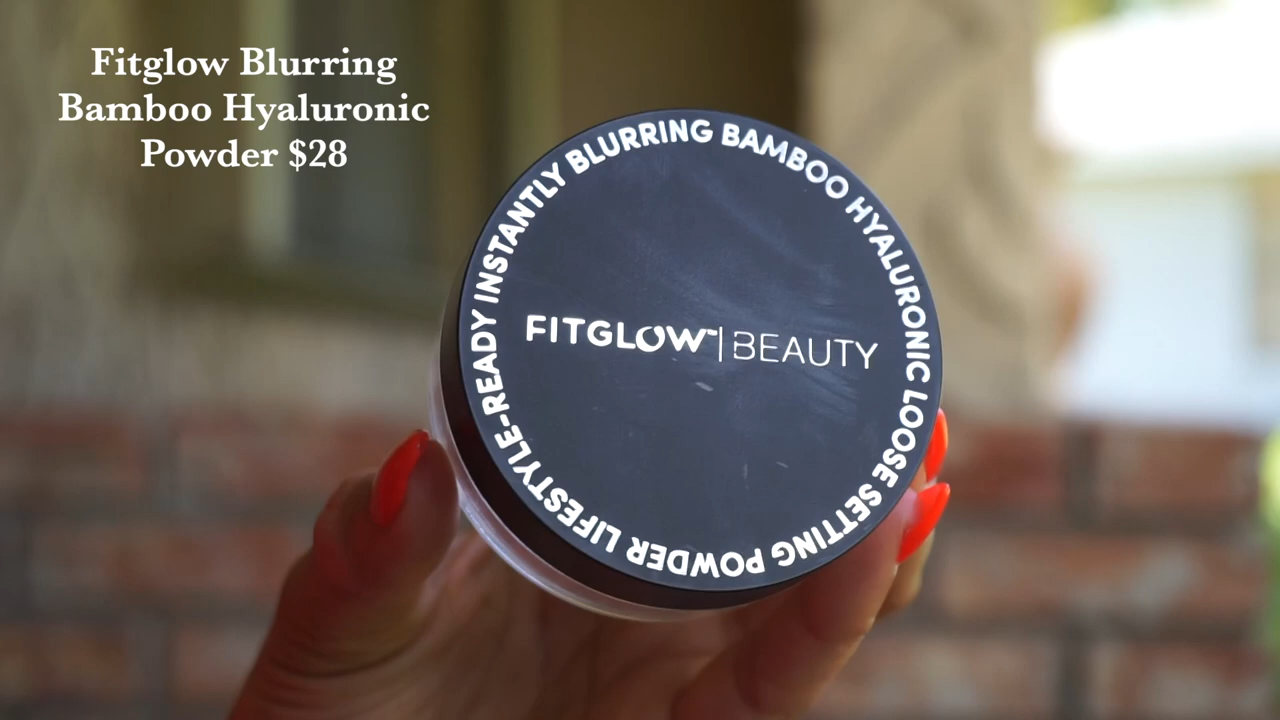 Fitglow Blurring
Bamboo Hyaluronic
Powder $28
FITGLOW™|BEAUTY
LIFESTYLE-READY INSTANTLY BLURRING BAMBOO HYALURONIC LOOSE SETTING POWDER